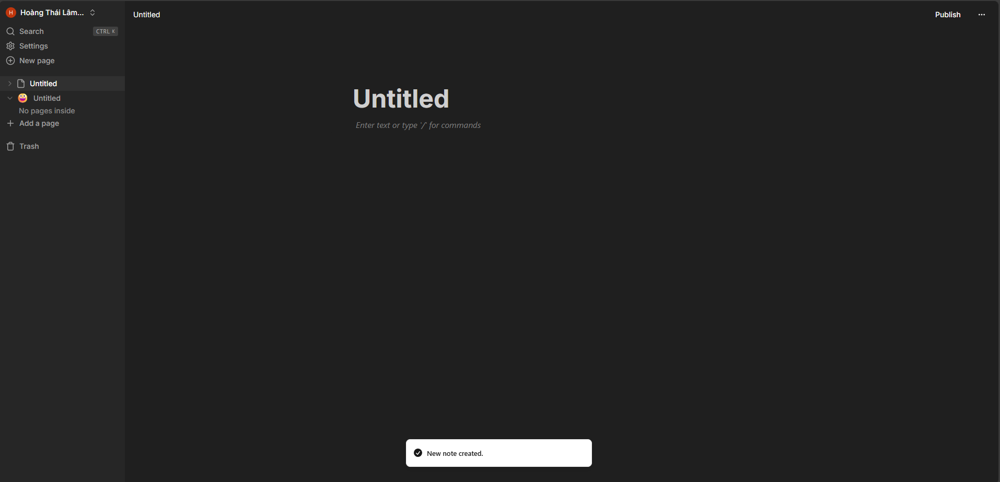 H Hoàng Thái Lâm...
Search CTRL K
Settings
New page
Untitled
Untitled
No pages inside
Add a page
Trash
Untitled
Publish
Untitled
Enter text or type '/' for commands
New note created.